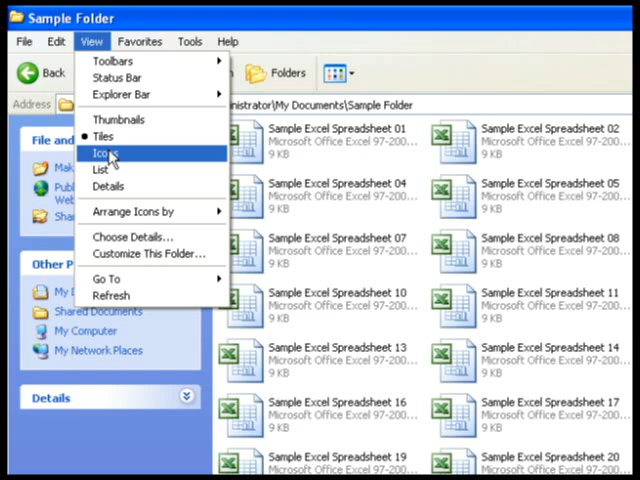 Sample Folder
File Edit View Favorites Tools Help
Back Folders
Address ministrator\My Documents\Sample Folder
Toolbars
Status Bar
Explorer Bar
Thumbnails
Tiles
Icons
List
Details
Arrange Icons by
Choose Details...
Customize This Folder...
Go To
Refresh
File and
Other P
Shared Documents
My Computer
My Network Places
Details
Sample Excel Spreadsheet 01
Microsoft Office Excel 97-200...
9 KB
Sample Excel Spreadsheet 02
Microsoft Office Excel 97-200
9 KB
Sample Excel Spreadsheet 04
Microsoft Office Excel 97-200...
9 KB
Sample Excel Spreadsheet 05
Microsoft Office Excel 97-200
9 KB
Sample Excel Spreadsheet 07
Microsoft Office Excel 97-200...
9 KB
Sample Excel Spreadsheet 08
Microsoft Office Excel 97-200
9 KB
Sample Excel Spreadsheet 10
Microsoft Office Excel 97-200...
9 KB
Sample Excel Spreadsheet 11
Microsoft Office Excel 97-200
9 KB
Sample Excel Spreadsheet 13
Microsoft Office Excel 97-200...
9 KB
Sample Excel Spreadsheet 14
Microsoft Office Excel 97-200
9 KB
Sample Excel Spreadsheet 16
Microsoft Office Excel 97-200...
9 KB
Sample Excel Spreadsheet 17
Microsoft Office Excel 97-200
9 KB
Sample Excel Spreadsheet 19
Microsoft Office Excel 97-200...
Sample Excel Spreadsheet 20
Microsoft Office Excel 97-200